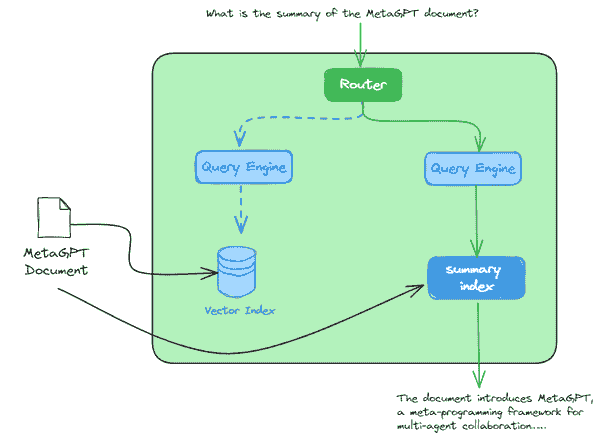 What is the summary of the MetaGPT document?
Router
Query Engine
Query Engine
MetaGPT
Document
Vector Index
summary
index
The document introduces MetaGPT,
a meta-programming framework for
multi-agent collaboration.....